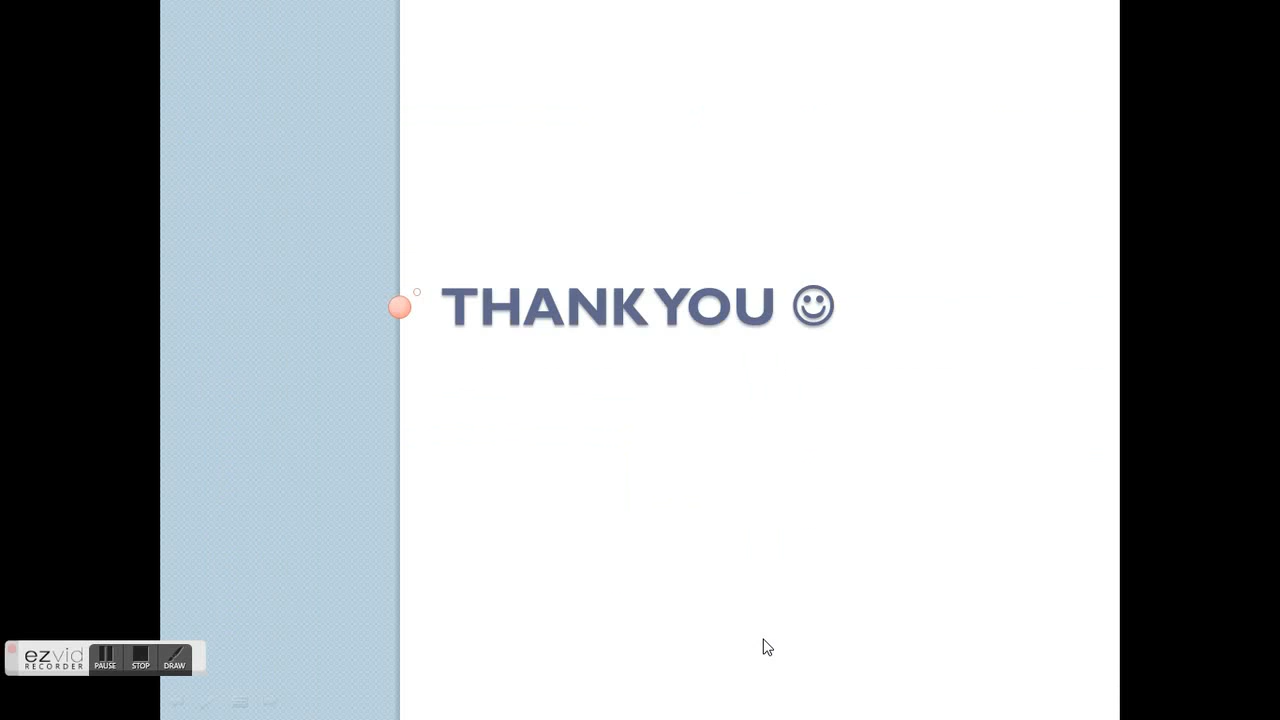 THANK YOU ☺
ezvid
RECORDER
PAUSE
STOP
DRAW